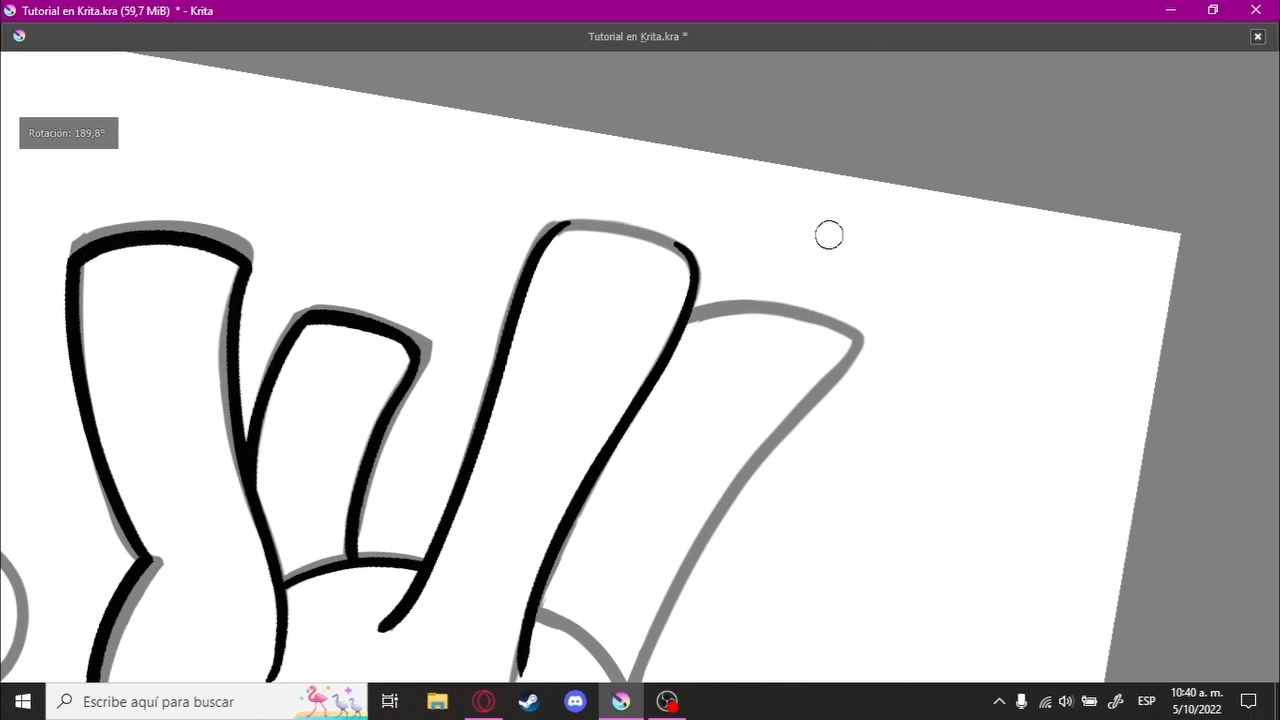 Tutorial en Krita.kra (59,7 MiB) * - Krita
Tutorial en Krita.kra *
Rotación: 189,8°
Escribe aquí para buscar
ESP
10:40 a. m.
5/10/2022